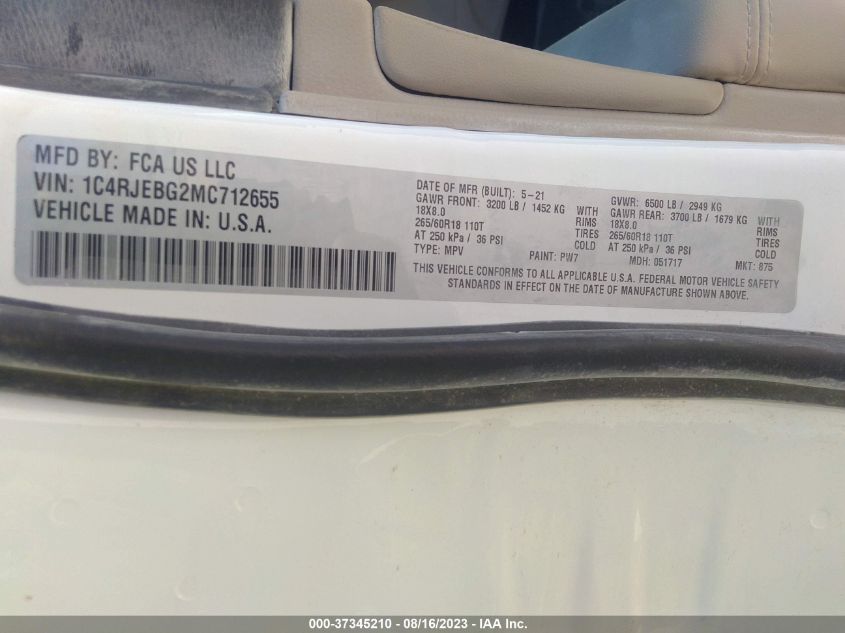 MFD BY: FCA US LLC
VIN: 1C4RJEBG2MC712655
VEHICLE MADE IN: U.S.A.
DATE OF MFR (BUILT): 5-21 GVWR: 6500 LB / 2949 KG
GAWR FRONT: 3200 LB / 1452 KG WITH GAWR REAR: 3700 LB / 1679 KG WITH
18X8.0 RIMS 18X8.0 RIMS
265/60R18 110T TIRES 265/60R18 110T TIRES
AT 250 kPa / 36 PSI COLD AT 250 kPa / 36 PSI COLD
TYPE: MPV PAINT: PW7 MDH: 051717 MKT: 875
THIS VEHICLE CONFORMS TO ALL APPLICABLE U.S.A. FEDERAL MOTOR VEHICLE SAFETY
STANDARDS IN EFFECT ON THE DATE OF MANUFACTURE SHOWN ABOVE.
000-37345210 - 08/16/2023 - Copyright IAA, Inc.